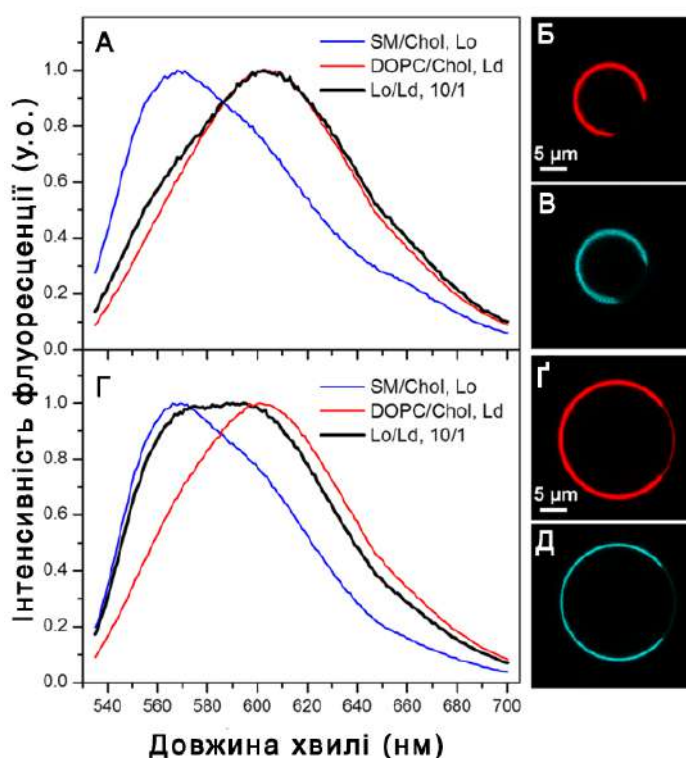 Інтенсивність флуоресценції (у.о.)
А
SM/Chol, Lo
DOPC/Chol, Ld
Lo/Ld, 10/1
1.0
0.8
0.6
0.4
0.2
0.0
Г
SM/Chol, Lo
DOPC/Chol, Ld
Lo/Ld, 10/1
1.0
0.8
0.6
0.4
0.2
0.0
540 560 580 600 620 640 660 680 700
Довжина хвилі (нм)
Б
5 µm
В
Ґ
5 µm
Д